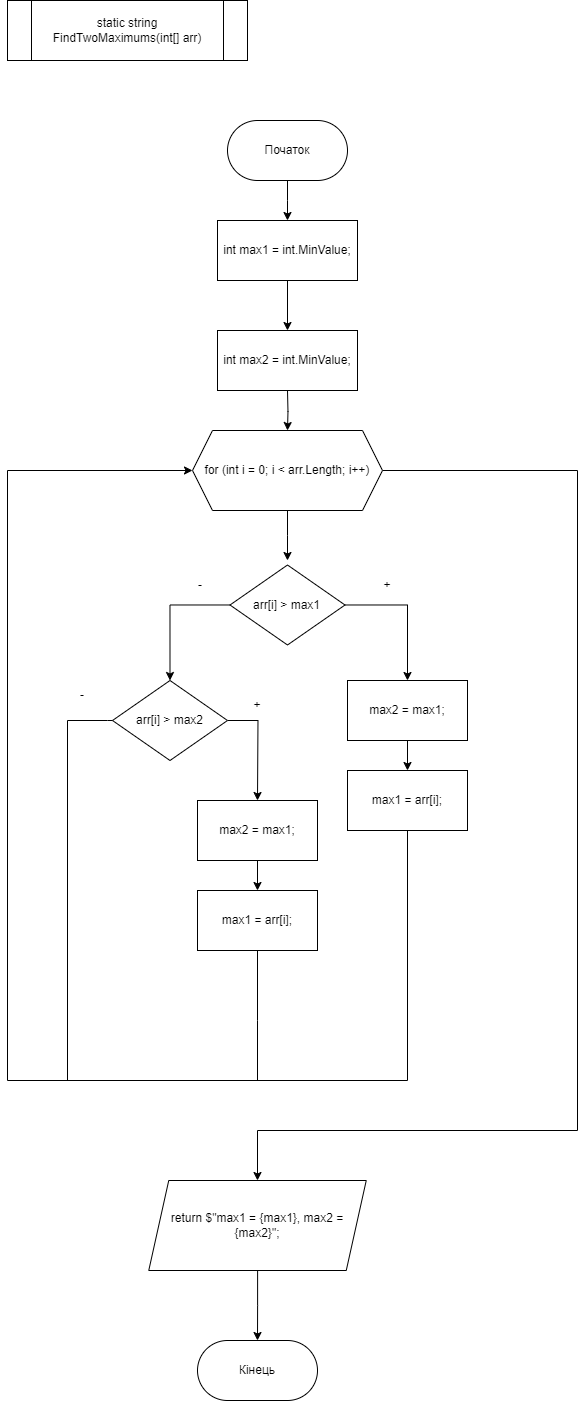 static string
FindTwoMaximums(int[] arr)
Початок
int max1 = int.MinValue;
int max2 = int.MinValue;
for (int i = 0; i < arr.Length; i++)
-
+
arr[i] > max1
-
+
arr[i] > max2
max2 = max1;
max1 = arr[i];
max2 = max1;
max1 = arr[i];
return $"max1 = {max1}, max2 =
{max2}";
Кінець